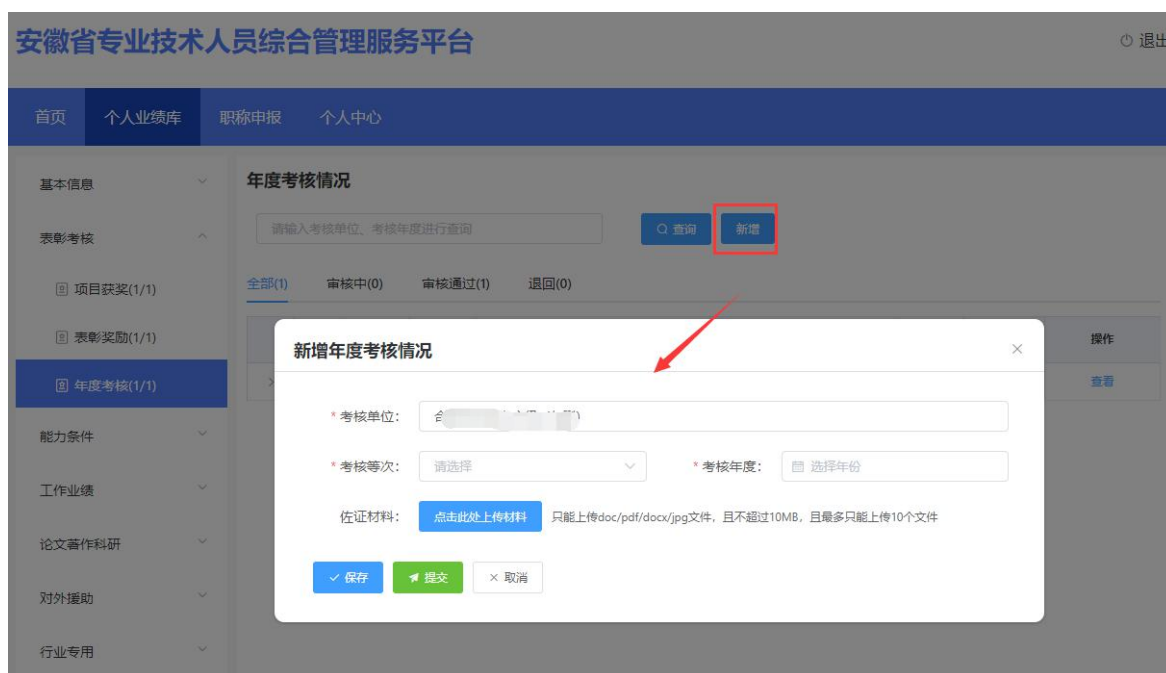 安徽省专业技术人员综合管理服务平台
退出
首页 个人业绩库 职称申报 个人中心
基本信息
表彰考核
项目获奖(1/1)
表彰奖励(1/1)
年度考核(1/1)
能力条件
工作业绩
论文著作科研
对外援助
行业专用
年度考核情况
请输入考核单位、考核年度进行查询 查询 新增
全部(1) 审核中(0) 审核通过(1) 退回(0)
操作
查看
新增年度考核情况
* 考核单位:
* 考核等次: 请选择 * 考核年度: 选择年份
佐证材料: 点击此处上传材料 只能上传doc/pdf/docx/jpg文件，且不超过10MB，且最多只能上传10个文件
保存 提交 取消